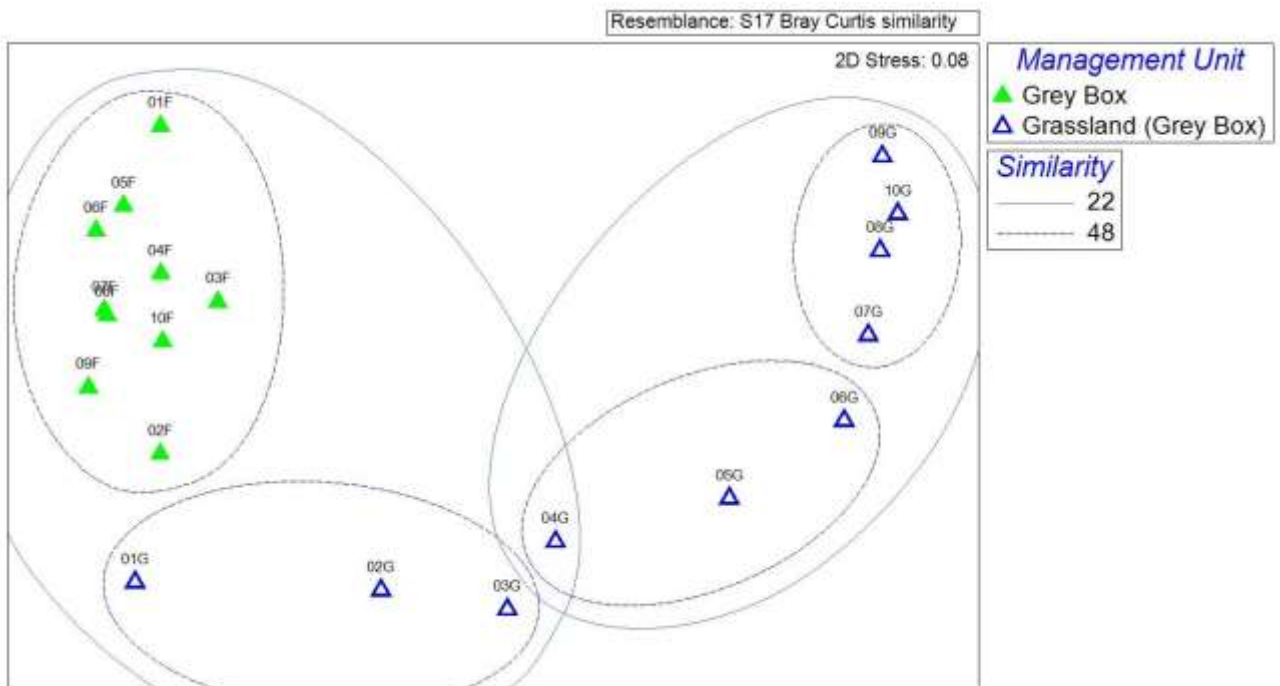 Resemblance: S17 Bray Curtis similarity
2D Stress: 0.08
Management Unit
Grey Box
Grassland (Grey Box)
Similarity
22
48
01F
05F
06F
04F
03F
07F
10F
09F
02F
09G
10G
08G
07G
06G
05G
04G
01G
02G
03G